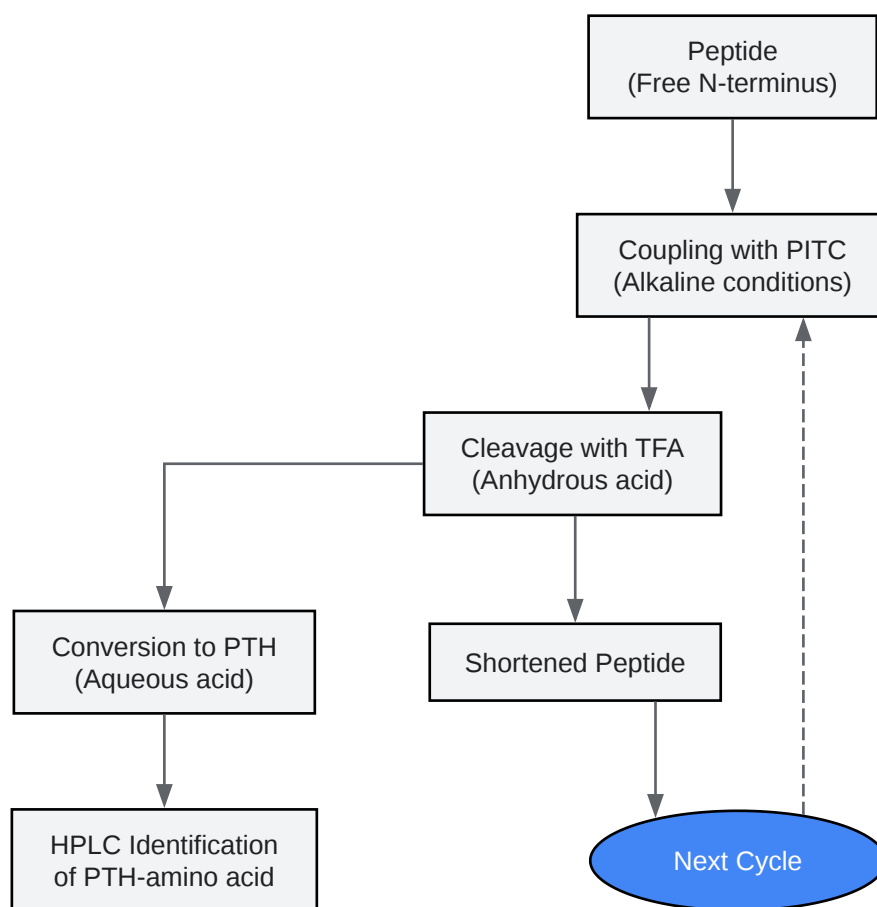 Peptide
(Free N-terminus)
Coupling with PITC
(Alkaline conditions)
Cleavage with TFA
(Anhydrous acid)
Conversion to PTH
(Aqueous acid)
Shortened Peptide
HPLC Identification
of PTH-amino acid
Next Cycle